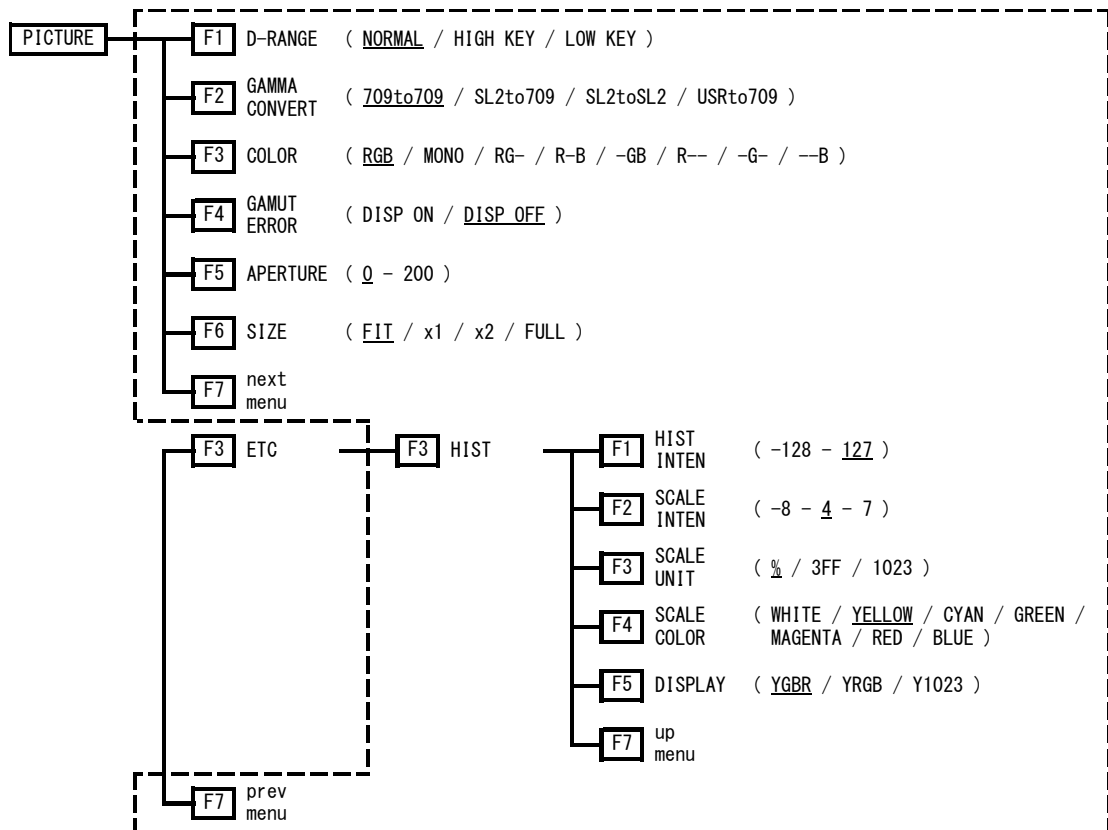 PICTURE
F1 D-RANGE ( NORMAL / HIGH KEY / LOW KEY )
F2 GAMMA CONVERT ( 709to709 / SL2to709 / SL2toSL2 / USRto709 )
F3 COLOR ( RGB / MONO / RG- / R-B / -GB / R-- / -G- / --B )
F4 GAMUT ERROR ( DISP ON / DISP OFF )
F5 APERTURE ( 0 - 200 )
F6 SIZE ( FIT / x1 / x2 / FULL )
F7 next menu
F3 ETC
F3 HIST
F1 HIST INTEN ( -128 - 127 )
F2 SCALE INTEN ( -8 - 4 - 7 )
F3 SCALE UNIT ( % / 3FF / 1023 )
F4 SCALE COLOR ( WHITE / YELLOW / CYAN / GREEN /
MAGENTA / RED / BLUE )
F5 DISPLAY ( YGBR / YRGB / Y1023 )
F7 up menu
F7 prev menu